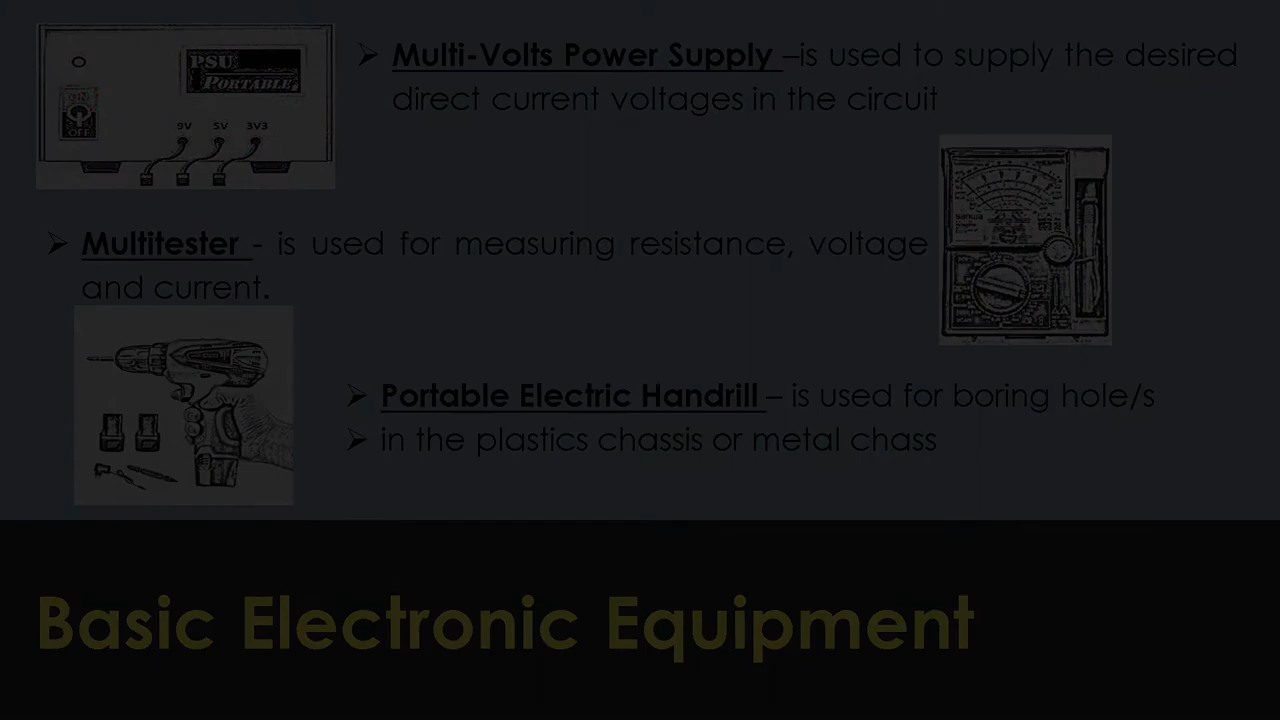 PSU
PORTABLE
ON
OFF
9V 5V 3V3
➢ Multi-Volts Power Supply –is used to supply the desired
direct current voltages in the circuit
➢ Multitester - is used for measuring resistance, voltage
and current.
➢ Portable Electric Handrill – is used for boring hole/s
➢ in the plastics chassis or metal chass
Basic Electronic Equipment